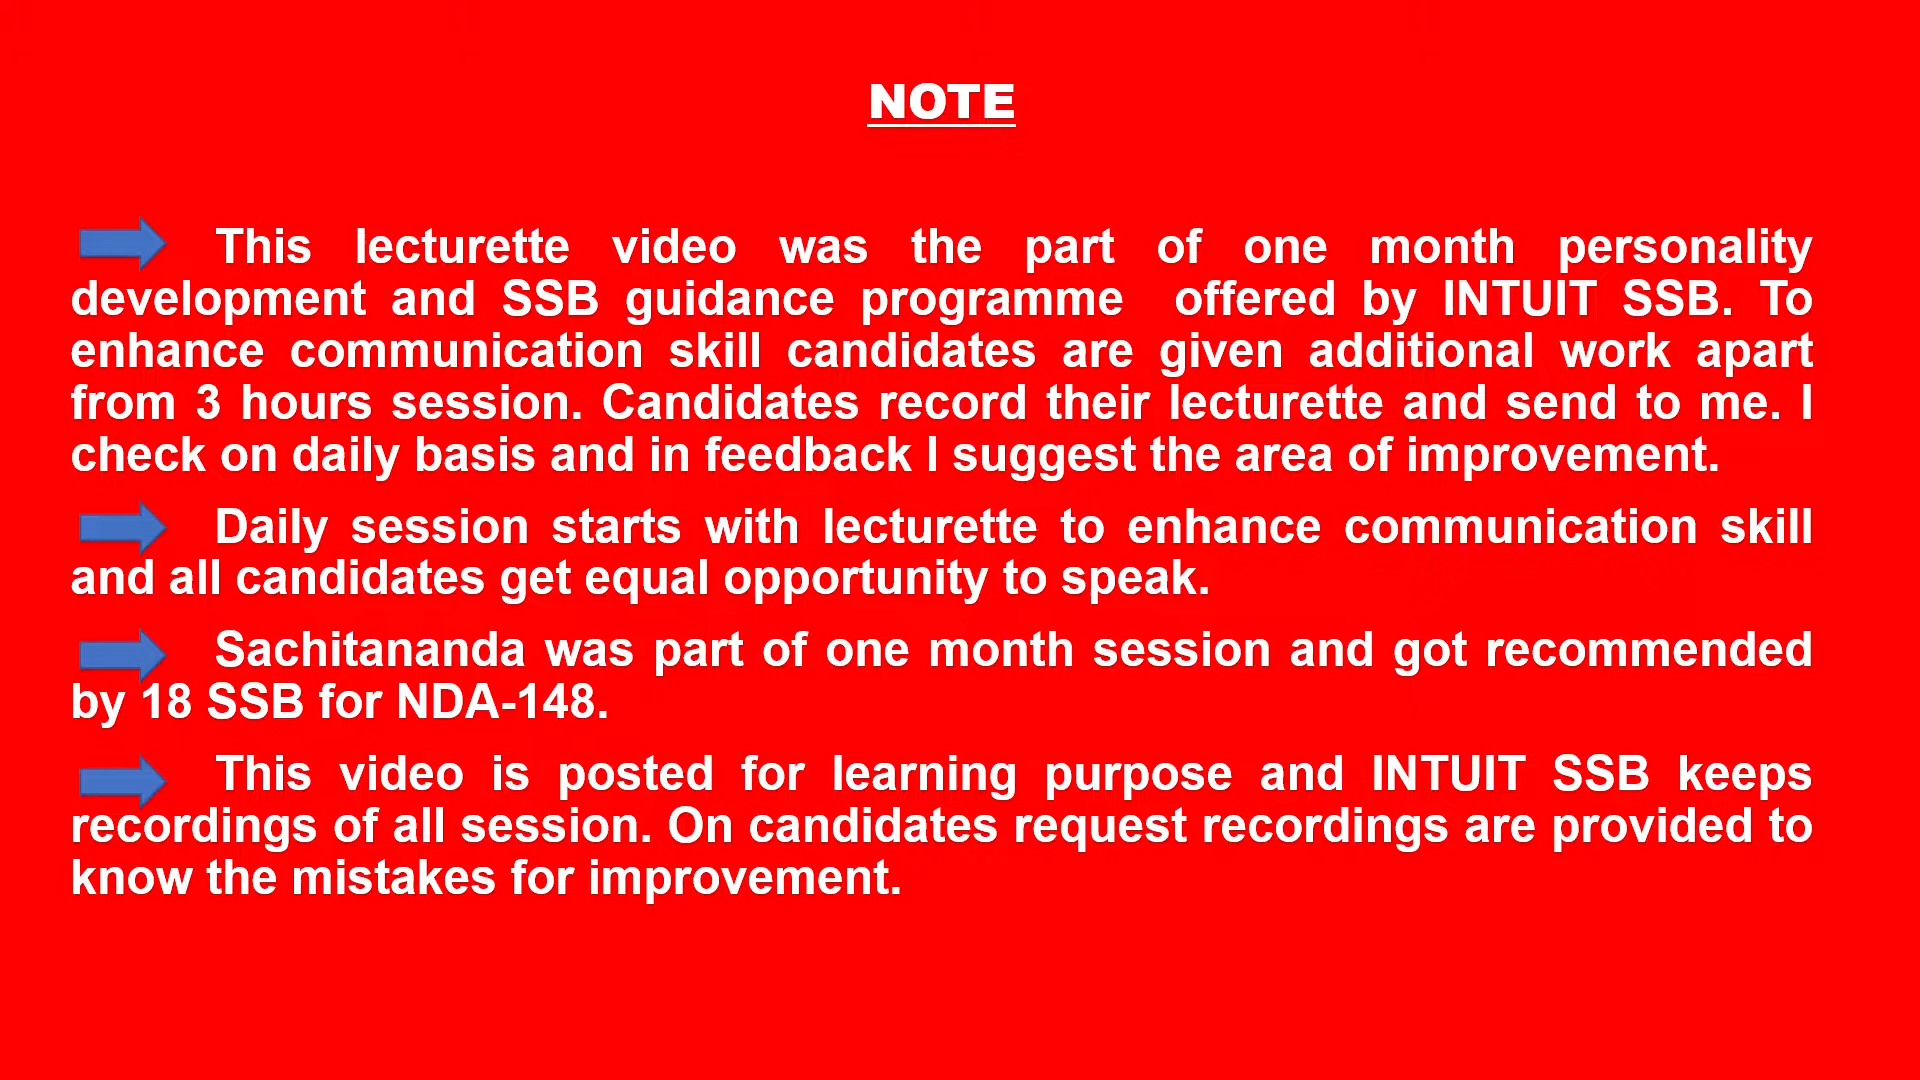 NOTE
This lecturette video was the part of one month personality
development and SSB guidance programme offered by INTUIT SSB. To
enhance communication skill candidates are given additional work apart
from 3 hours session. Candidates record their lecturette and send to me. I
check on daily basis and in feedback I suggest the area of improvement.
Daily session starts with lecturette to enhance communication skill
and all candidates get equal opportunity to speak.
Sachitananda was part of one month session and got recommended
by 18 SSB for NDA-148.
This video is posted for learning purpose and INTUIT SSB keeps
recordings of all session. On candidates request recordings are provided to
know the mistakes for improvement.